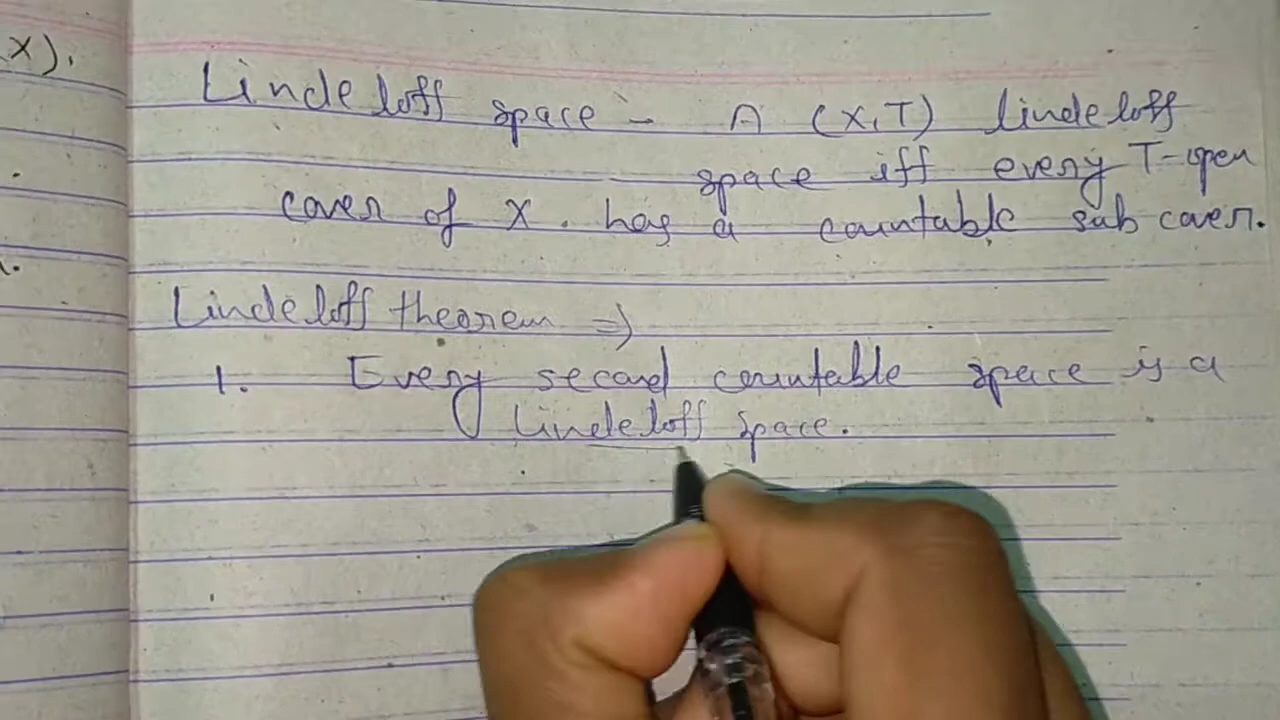 x).
Lindeloff space :- A (X,T) lindeloff
space iff every T-open
cover of X. has a countable sub cover.
Lindeloff theorem ⇒
1. Every second countable space is a
Lindeloff space.